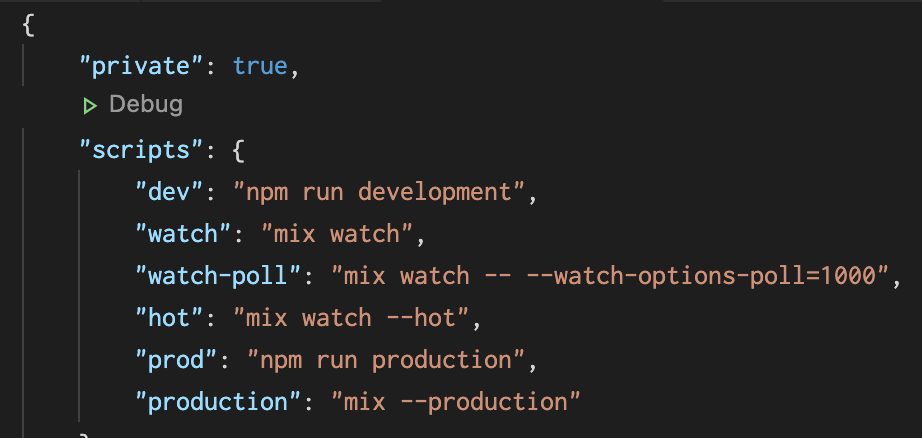 {
"private": true,
Debug
"scripts": {
"dev": "npm run development",
"watch": "mix watch",
"watch-poll": "mix watch -- --watch-options-poll=1000",
"hot": "mix watch --hot",
"prod": "npm run production",
"production": "mix --production"
}